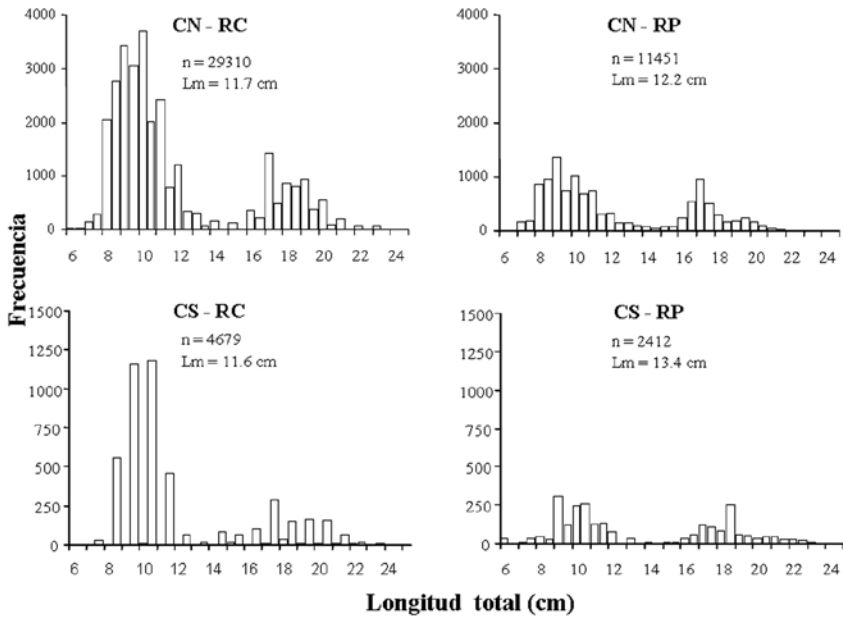 CN - RC
n = 29310
Lm = 11.7 cm
4000
3000
2000
1000
0
6 8 10 12 14 16 18 20 22 24
CN - RP
n = 11451
Lm = 12.2 cm
4000
3000
2000
1000
0
6 8 10 12 14 16 18 20 22 24
Frecuencia
CS - RC
n = 4679
Lm = 11.6 cm
1500
1250
1000
750
500
250
0
6 8 10 12 14 16 18 20 22 24
CS - RP
n = 2412
Lm = 13.4 cm
1500
1250
1000
750
500
250
0
6 8 10 12 14 16 18 20 22 24
Longitud total (cm)